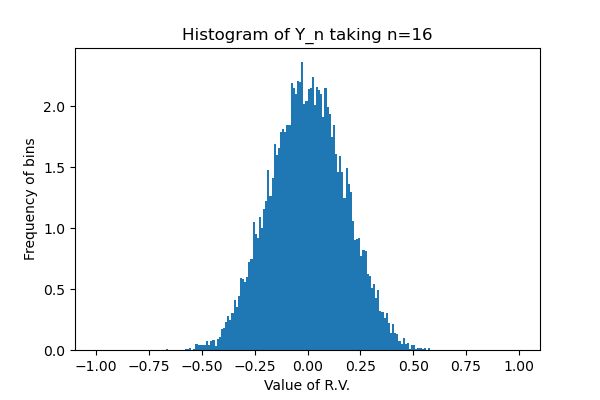 Histogram of Y_n taking n=16
Frequency of bins
2.0
1.5
1.0
0.5
0.0
−1.00 −0.75 −0.50 −0.25 0.00 0.25 0.50 0.75 1.00
Value of R.V.